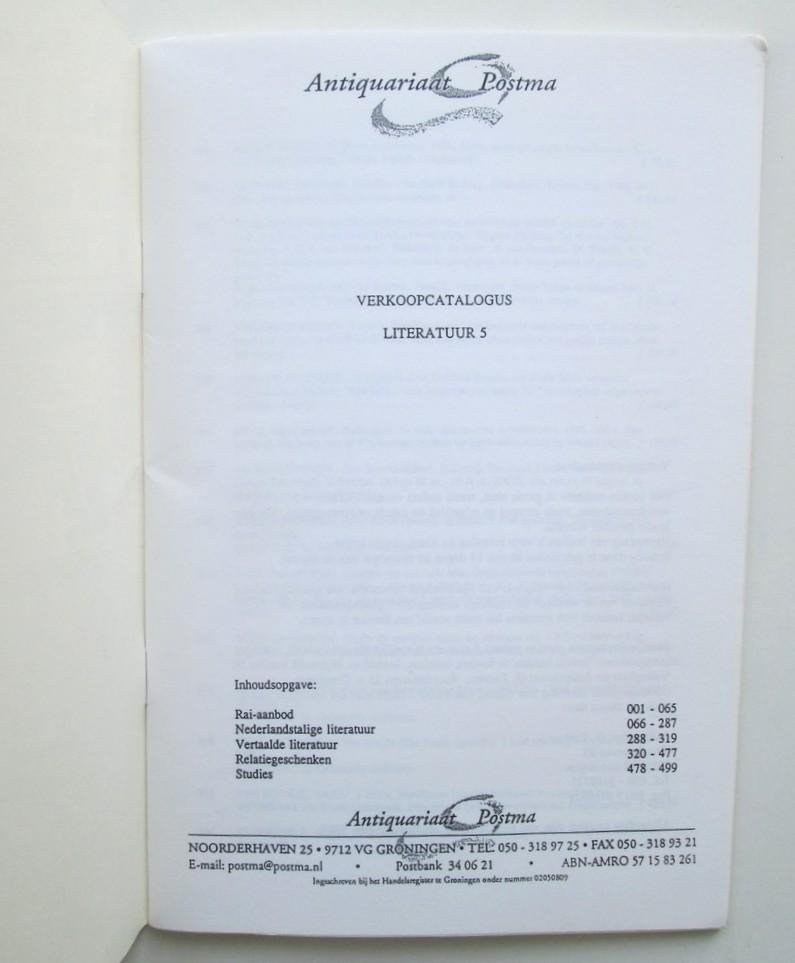 Antiquariaat Postma
VERKOOPCATALOGUS
LITERATUUR 5
Inhoudsopgave:
Rai-aanbod 001 - 065
Nederlandstalige literatuur 066 - 287
Vertaalde literatuur 288 - 319
Relatiegeschenken 320 - 477
Studies 478 - 499
Antiquariaat Postma
NOORDERHAVEN 25 • 9712 VG GRONINGEN • TEL: 050 - 318 97 25 • FAX 050 - 318 93 21
E-mail: postma@postma.nl • Postbank 34 06 21 • ABN-AMRO 57 15 83 261
Ingeschreven bij het Handelsregister te Groningen onder nummer 02050809